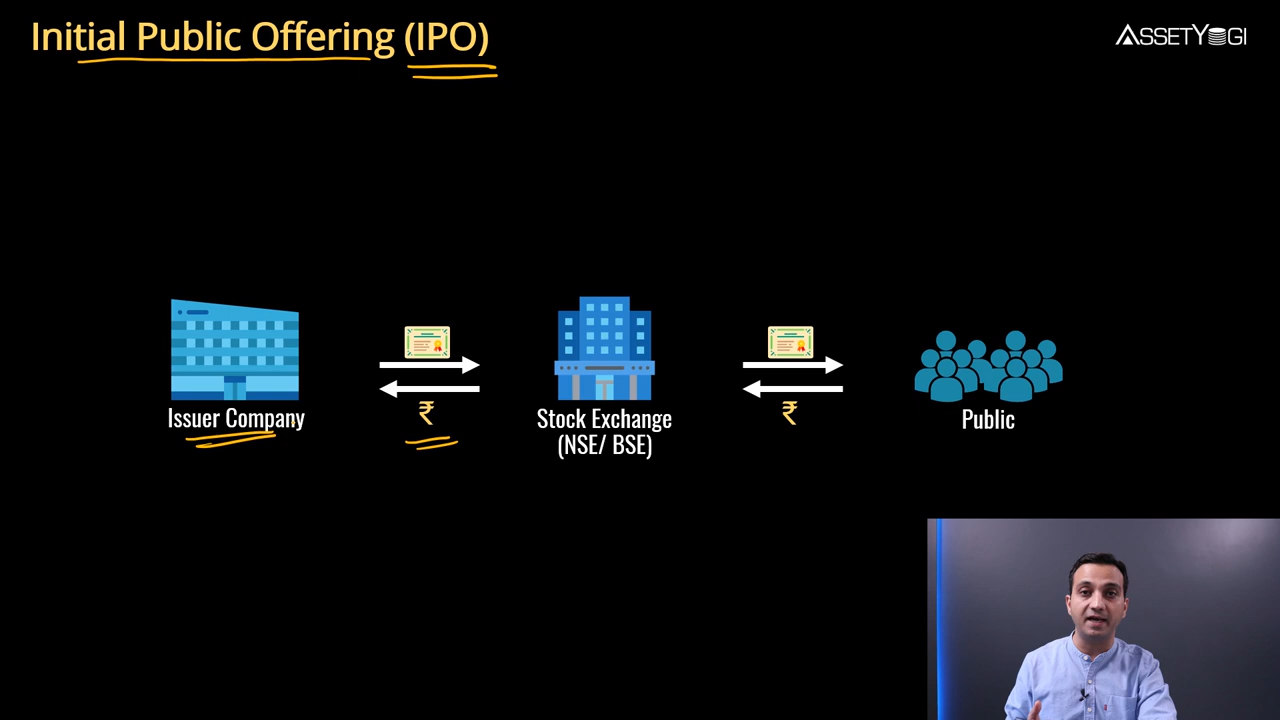 Initial Public Offering (IPO)
ASSETYOGI
Issuer Company
₹
Stock Exchange
(NSE/ BSE)
₹
Public